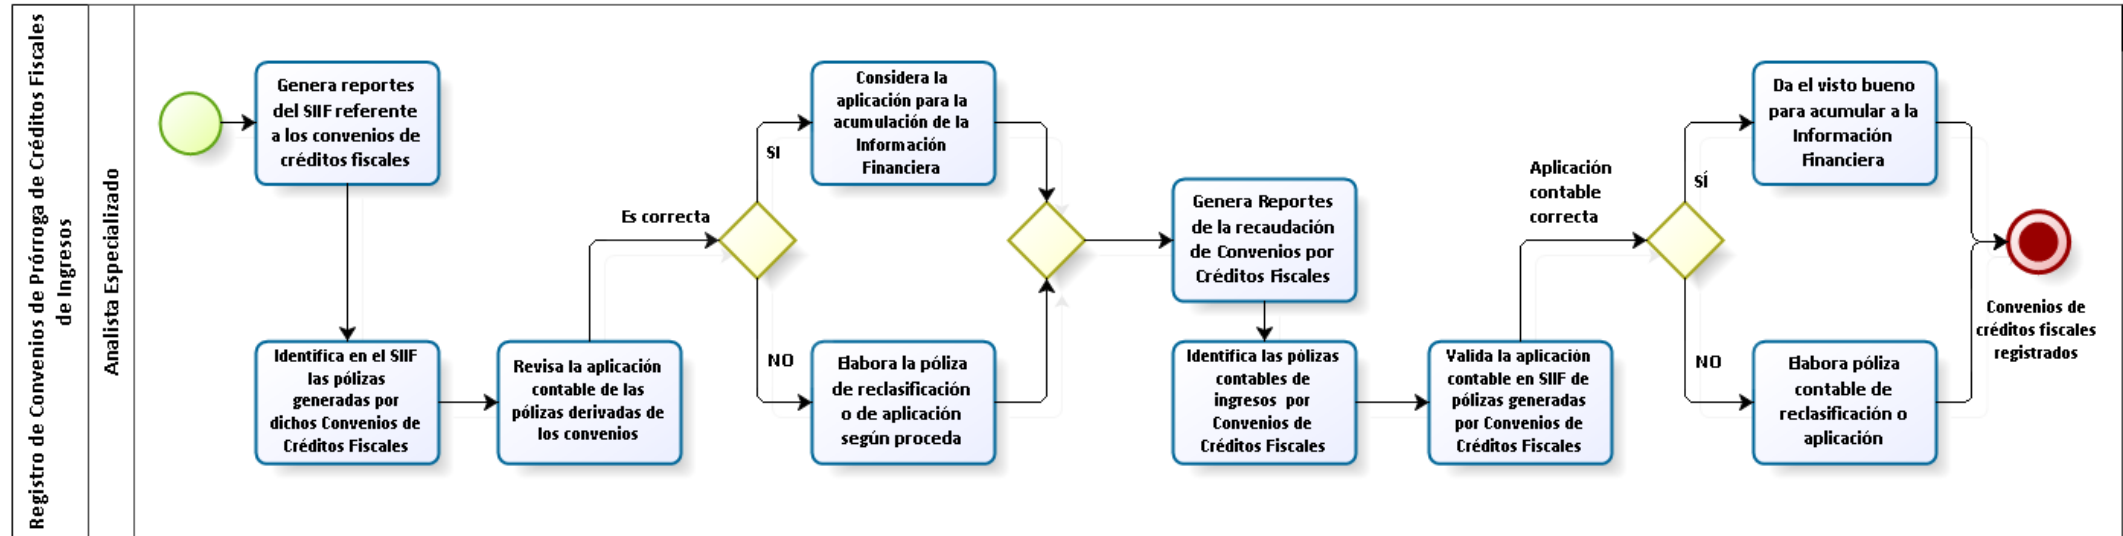 Registro de Convenios de Prórroga de Créditos Fiscales
de Ingresos
Analista Especializado
Genera reportes
del SIIF referente
a los convenios de
créditos fiscales
Identifica en el SIIF
las pólizas
generadas por
dichos Convenios de
Créditos Fiscales
Revisa la aplicación
contable de las
pólizas derivadas de
los convenios
Es correcta
SI
NO
Considera la
aplicación para la
acumulación de la
Información
Financiera
Elabora la póliza
de reclasificación
o de aplicación
según proceda
Genera Reportes
de la recaudación
de Convenios por
Créditos Fiscales
Identifica las pólizas
contables de
ingresos por
Convenios de
Créditos Fiscales
Valida la aplicación
contable en SIIF de
pólizas generadas
por Convenios de
Créditos Fiscales
Aplicación
contable
correcta
SÍ
NO
Da el visto bueno
para acumular a la
Información
Financiera
Elabora póliza
contable de
reclasificación o
aplicación
Convenios de
créditos fiscales
registrados